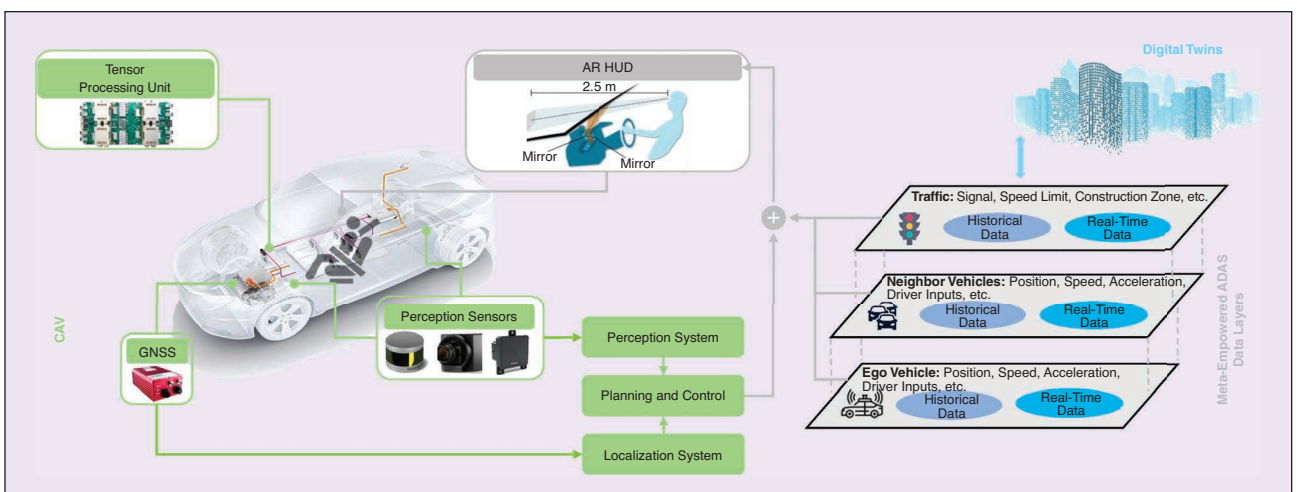 Tensor
Processing Unit
AR HUD
2.5 m
Mirror
Mirror
Digital Twins
Traffic: Signal, Speed Limit, Construction Zone, etc.
Historical
Data
Real-Time
Data
Neighbor Vehicles: Position, Speed, Acceleration,
Driver Inputs, etc.
Historical
Data
Real-Time
Data
Ego Vehicle: Position, Speed, Acceleration,
Driver Inputs, etc.
Historical
Data
Real-Time
Data
Meta-Empowered ADAS
Data Layers
CAV
GNSS
Perception Sensors
Perception System
Planning and Control
Localization System